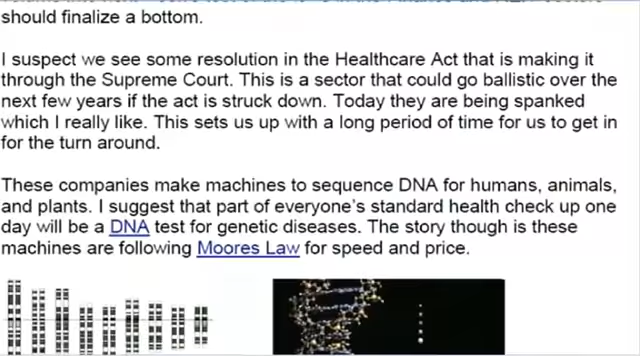 should finalize a bottom.
I suspect we see some resolution in the Healthcare Act that is making it
through the Supreme Court. This is a sector that could go ballistic over the
next few years if the act is struck down. Today they are being spanked
which I really like. This sets us up with a long period of time for us to get in
for the turn around.
These companies make machines to sequence DNA for humans, animals,
and plants. I suggest that part of everyone's standard health check up one
day will be a DNA test for genetic diseases. The story though is these
machines are following Moores Law for speed and price.